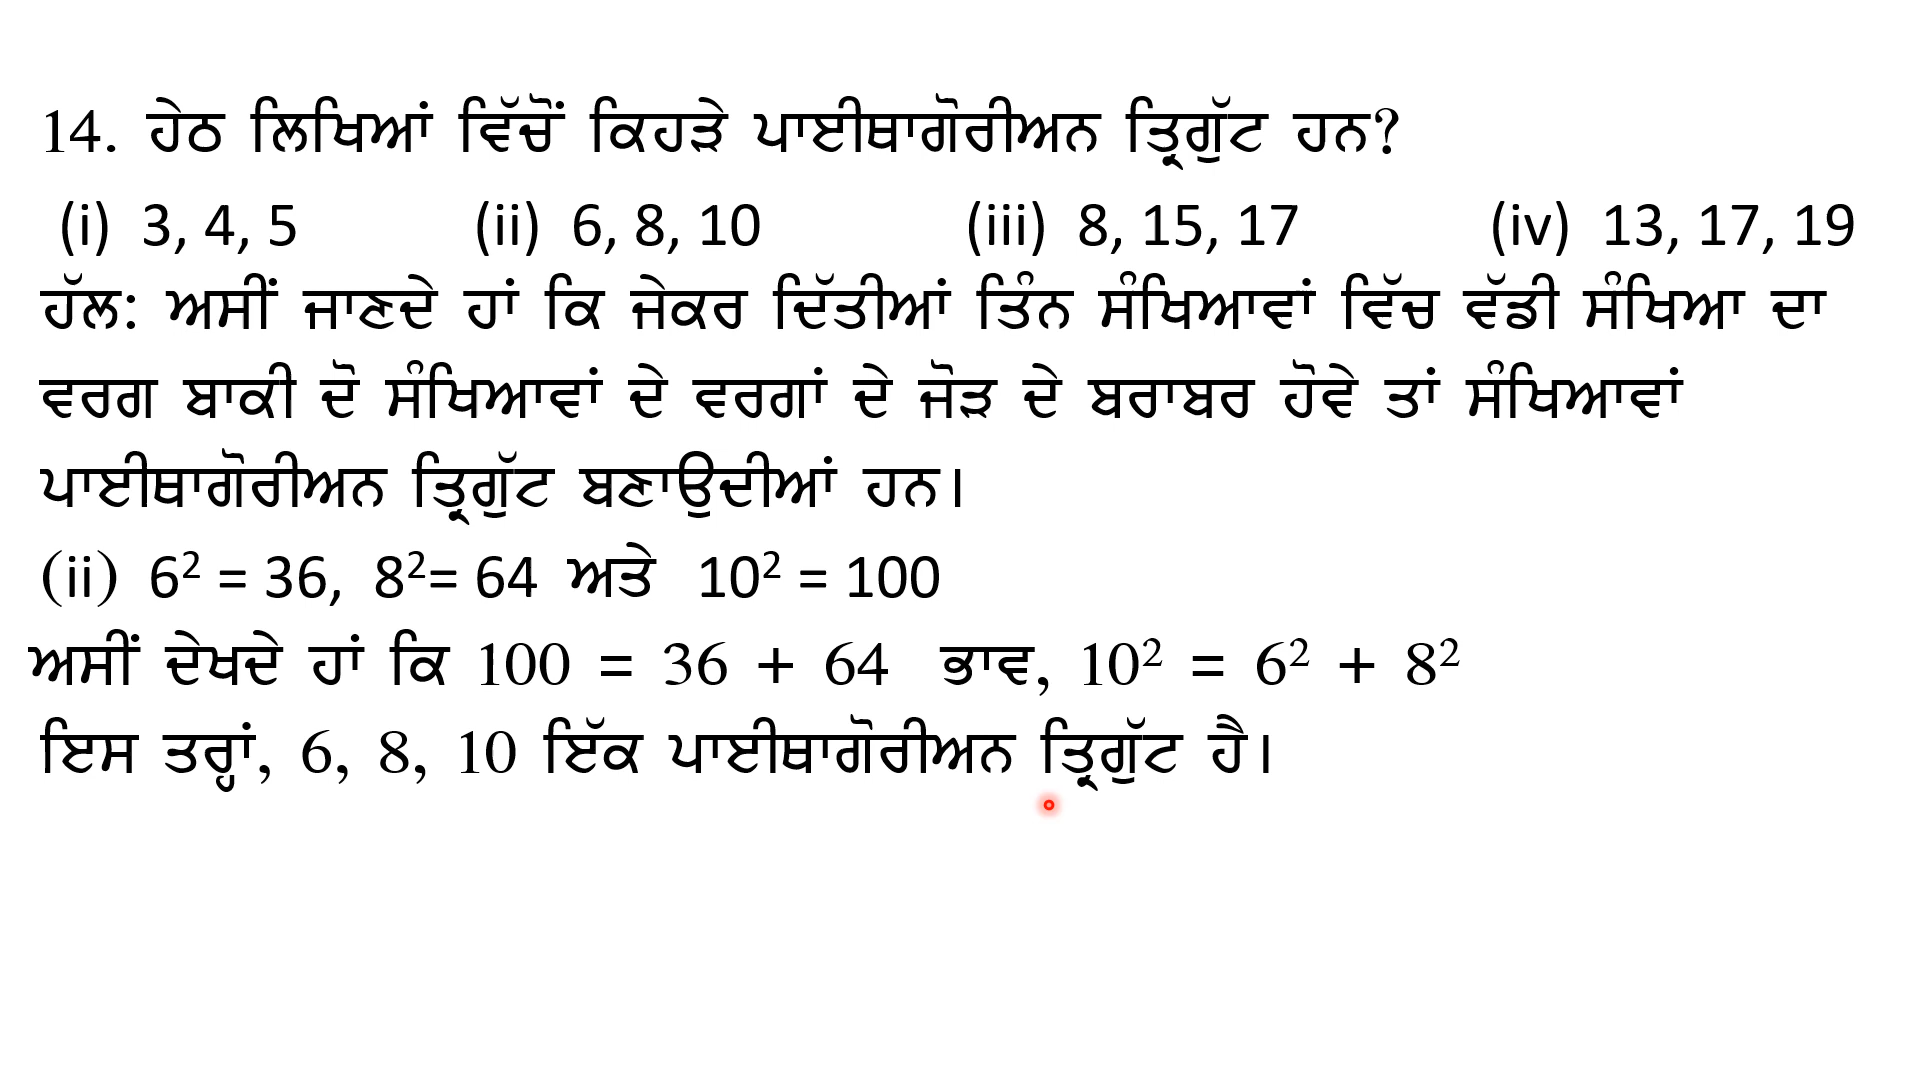 14. ਹੇਠ ਲਿਖਿਆਂ ਵਿੱਚੋਂ ਕਿਹੜੇ ਪਾਈਥਾਗੋਰੀਅਨ ਤ੍ਰਿਗੁੱਟ ਹਨ?
(i) 3, 4, 5 (ii) 6, 8, 10 (iii) 8, 15, 17 (iv) 13, 17, 19
ਹੱਲ: ਅਸੀਂ ਜਾਣਦੇ ਹਾਂ ਕਿ ਜੇਕਰ ਦਿੱਤੀਆਂ ਤਿੰਨ ਸੰਖਿਆਵਾਂ ਵਿੱਚ ਵੱਡੀ ਸੰਖਿਆ ਦਾ
ਵਰਗ ਬਾਕੀ ਦੋ ਸੰਖਿਆਵਾਂ ਦੇ ਵਰਗਾਂ ਦੇ ਜੋੜ ਦੇ ਬਰਾਬਰ ਹੋਵੇ ਤਾਂ ਸੰਖਿਆਵਾਂ
ਪਾਈਥਾਗੋਰੀਅਨ ਤ੍ਰਿਗੁੱਟ ਬਣਾਉਦੀਆਂ ਹਨ।
(ii) 6² = 36, 8²= 64 ਅਤੇ 10² = 100
ਅਸੀਂ ਦੇਖਦੇ ਹਾਂ ਕਿ 100 = 36 + 64 ਭਾਵ, 10² = 6² + 8²
ਇਸ ਤਰ੍ਹਾਂ, 6, 8, 10 ਇੱਕ ਪਾਈਥਾਗੋਰੀਅਨ ਤ੍ਰਿਗੁੱਟ ਹੈ।